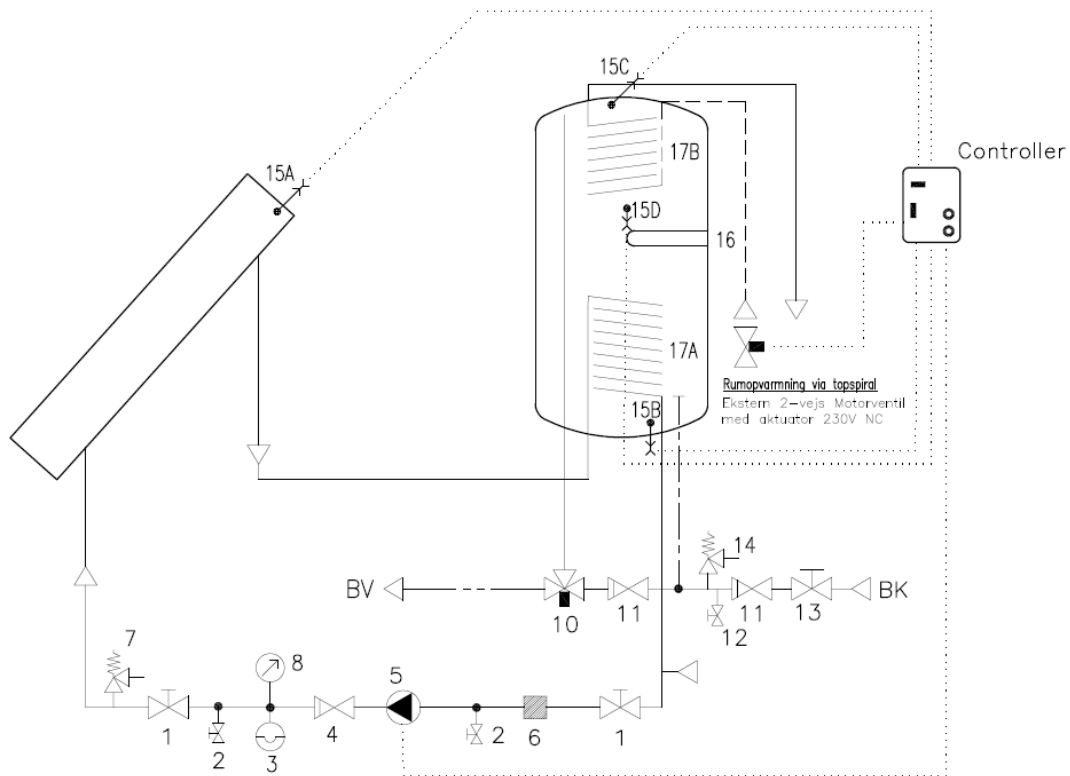 15C
Controller
17B
15A
15D
16
17A
Rumopvarmning via topspiral
Ekstern 2-vejs Motorventil
med aktuator 230V NC
15B
14
BV
BK
10
11
12
11
13
7
8
5
1
2
3
4
2
6
1